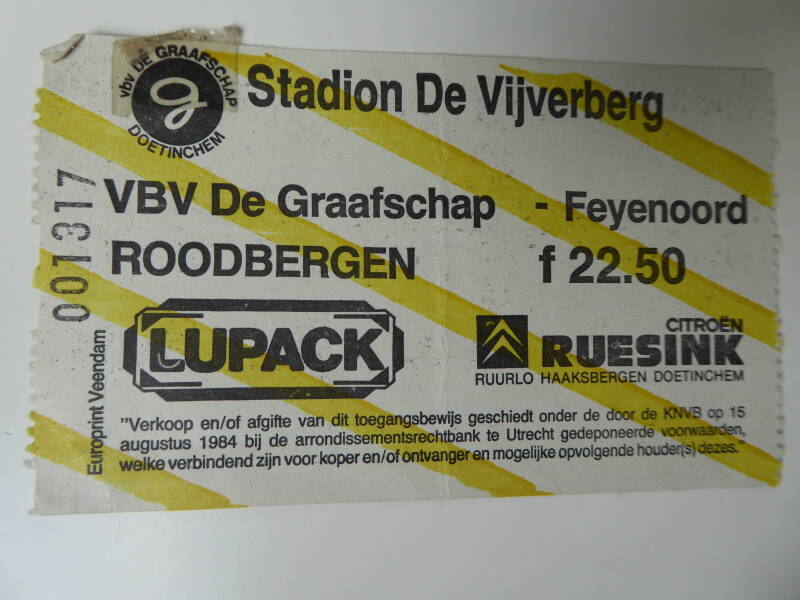 vbv DE GRAAFSCHAP
g
DOETINCHEM
Stadion De Vijverberg
VBV De Graafschap - Feyenoord
ROODBERGEN f 22.50
001317
LUPACK
CITROËN
RUESINK
RUURLO HAAKSBERGEN DOETINCHEM
Europrint Veendam
"Verkoop en/of afgifte van dit toegangsbewijs geschiedt onder de door de KNVB op 15
augustus 1984 bij de arrondissementsrechtbank te Utrecht gedeponeerde voorwaarden,
welke verbindend zijn voor koper en/of ontvanger en mogelijke opvolgende houder(s) dezes.